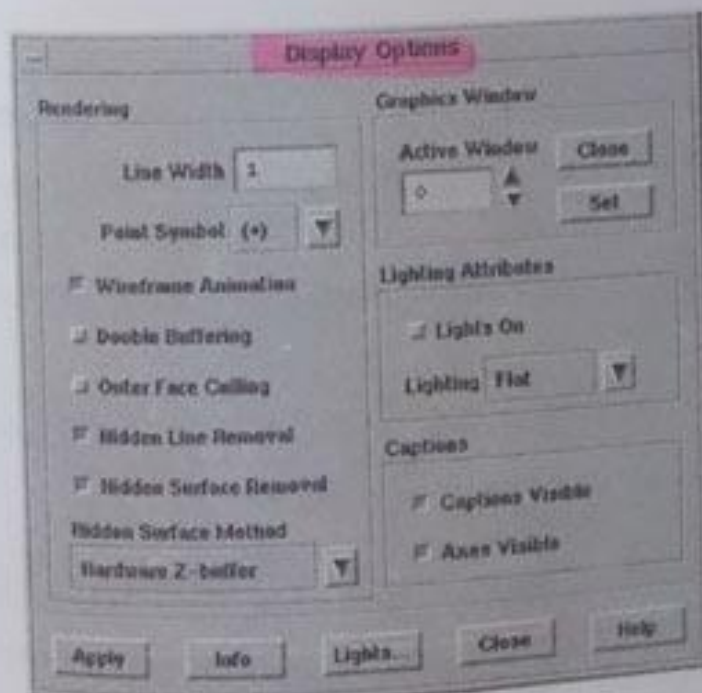 Display Options
Rendering
Line Width 1
Point Symbol (+)
Wireframe Animation
Double Buffering
Outer Face Culling
Hidden Line Removal
Hidden Surface Removal
Hidden Surface Method
Hardware Z-buffer
Graphics Window
Active Window
Close
0
Set
Lighting Attributes
Lights On
Lighting Flat
Captions
Captions Visible
Axes Visible
Apply
Info
Lights...
Close
Help